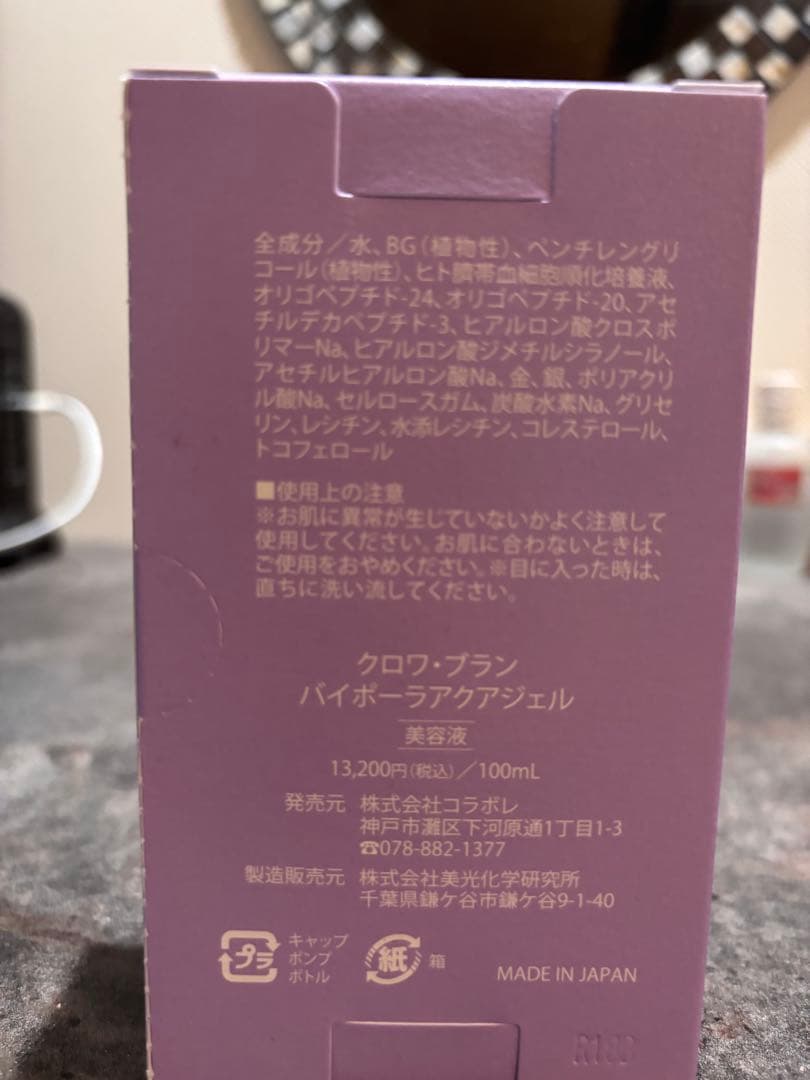 全成分／水、BG(植物性)、ペンチレングリ
コール(植物性)、ヒト臍帯血細胞順化培養液、
オリゴペプチド-24、オリゴペプチド-20、アセ
チルデカペプチド-3、ヒアルロン酸クロスポ
リマーNa、ヒアルロン酸ジメチルシラノール、
アセチルヒアルロン酸Na、金、銀、ポリアクリ
ル酸Na、セルロースガム、炭酸水素Na、グリセ
リン、レシチン、水添レシチン、コレステロール、
トコフェロール
■使用上の注意
※お肌に異常が生じていないかよく注意して
使用してください。お肌に合わないときは、
ご使用をおやめください。※目に入った時は、
直ちに洗い流してください。
クロワ・ブラン
バイポーラアクアジェル
美容液
13,200円(税込)／100mL
発売元 株式会社コラボレ
神戸市灘区下河原通1丁目1-3
☎078-882-1377
製造販売元 株式会社美光化学研究所
千葉県鎌ケ谷市鎌ケ谷9-1-40
プラ キャップ
ポンプ
ボトル
紙 箱
MADE IN JAPAN